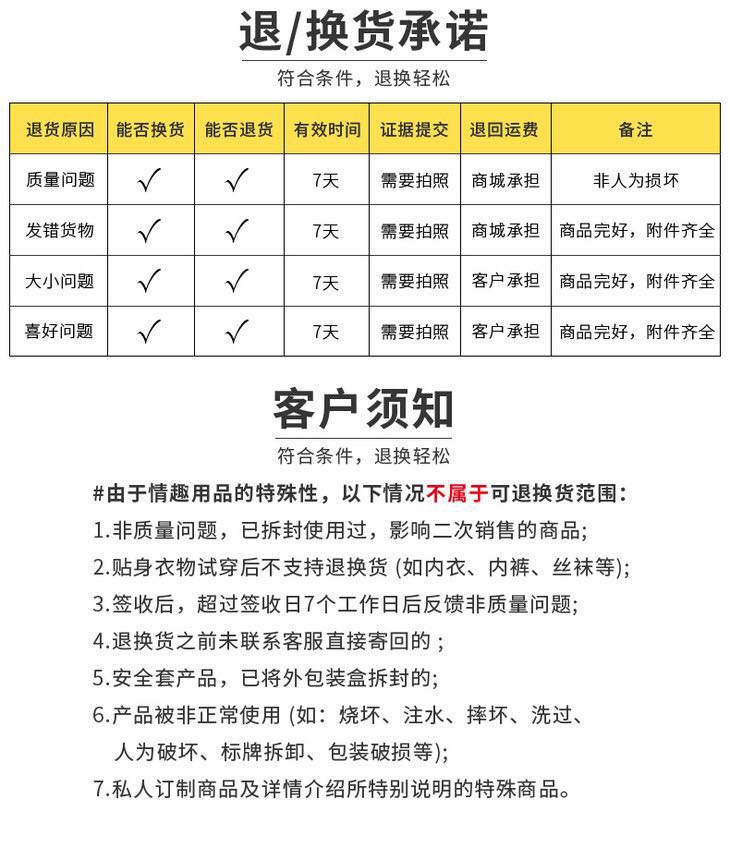 退/换货承诺
符合条件，退换轻松
退货原因 能否换货 能否退货 有效时间 证据提交 退回运费 备注
质量问题 √ √ 7天 需要拍照 商城承担 非人为损坏
发错货物 √ √ 7天 需要拍照 商城承担 商品完好，附件齐全
大小问题 √ √ 7天 需要拍照 客户承担 商品完好，附件齐全
喜好问题 √ √ 7天 需要拍照 客户承担 商品完好，附件齐全
客户须知
符合条件，退换轻松
#由于情趣用品的特殊性，以下情况不属于可退换货范围：
1.非质量问题，已拆封使用过，影响二次销售的商品;
2.贴身衣物试穿后不支持退换货 (如内衣、内裤、丝袜等);
3.签收后，超过签收日7个工作日后反馈非质量问题;
4.退换货之前未联系客服直接寄回的 ;
5.安全套产品，已将外包装盒拆封的;
6.产品被非正常使用 (如：烧坏、注水、摔坏、洗过、
人为破坏、标牌拆卸、包装破损等);
7.私人订制商品及详情介绍所特别说明的特殊商品。